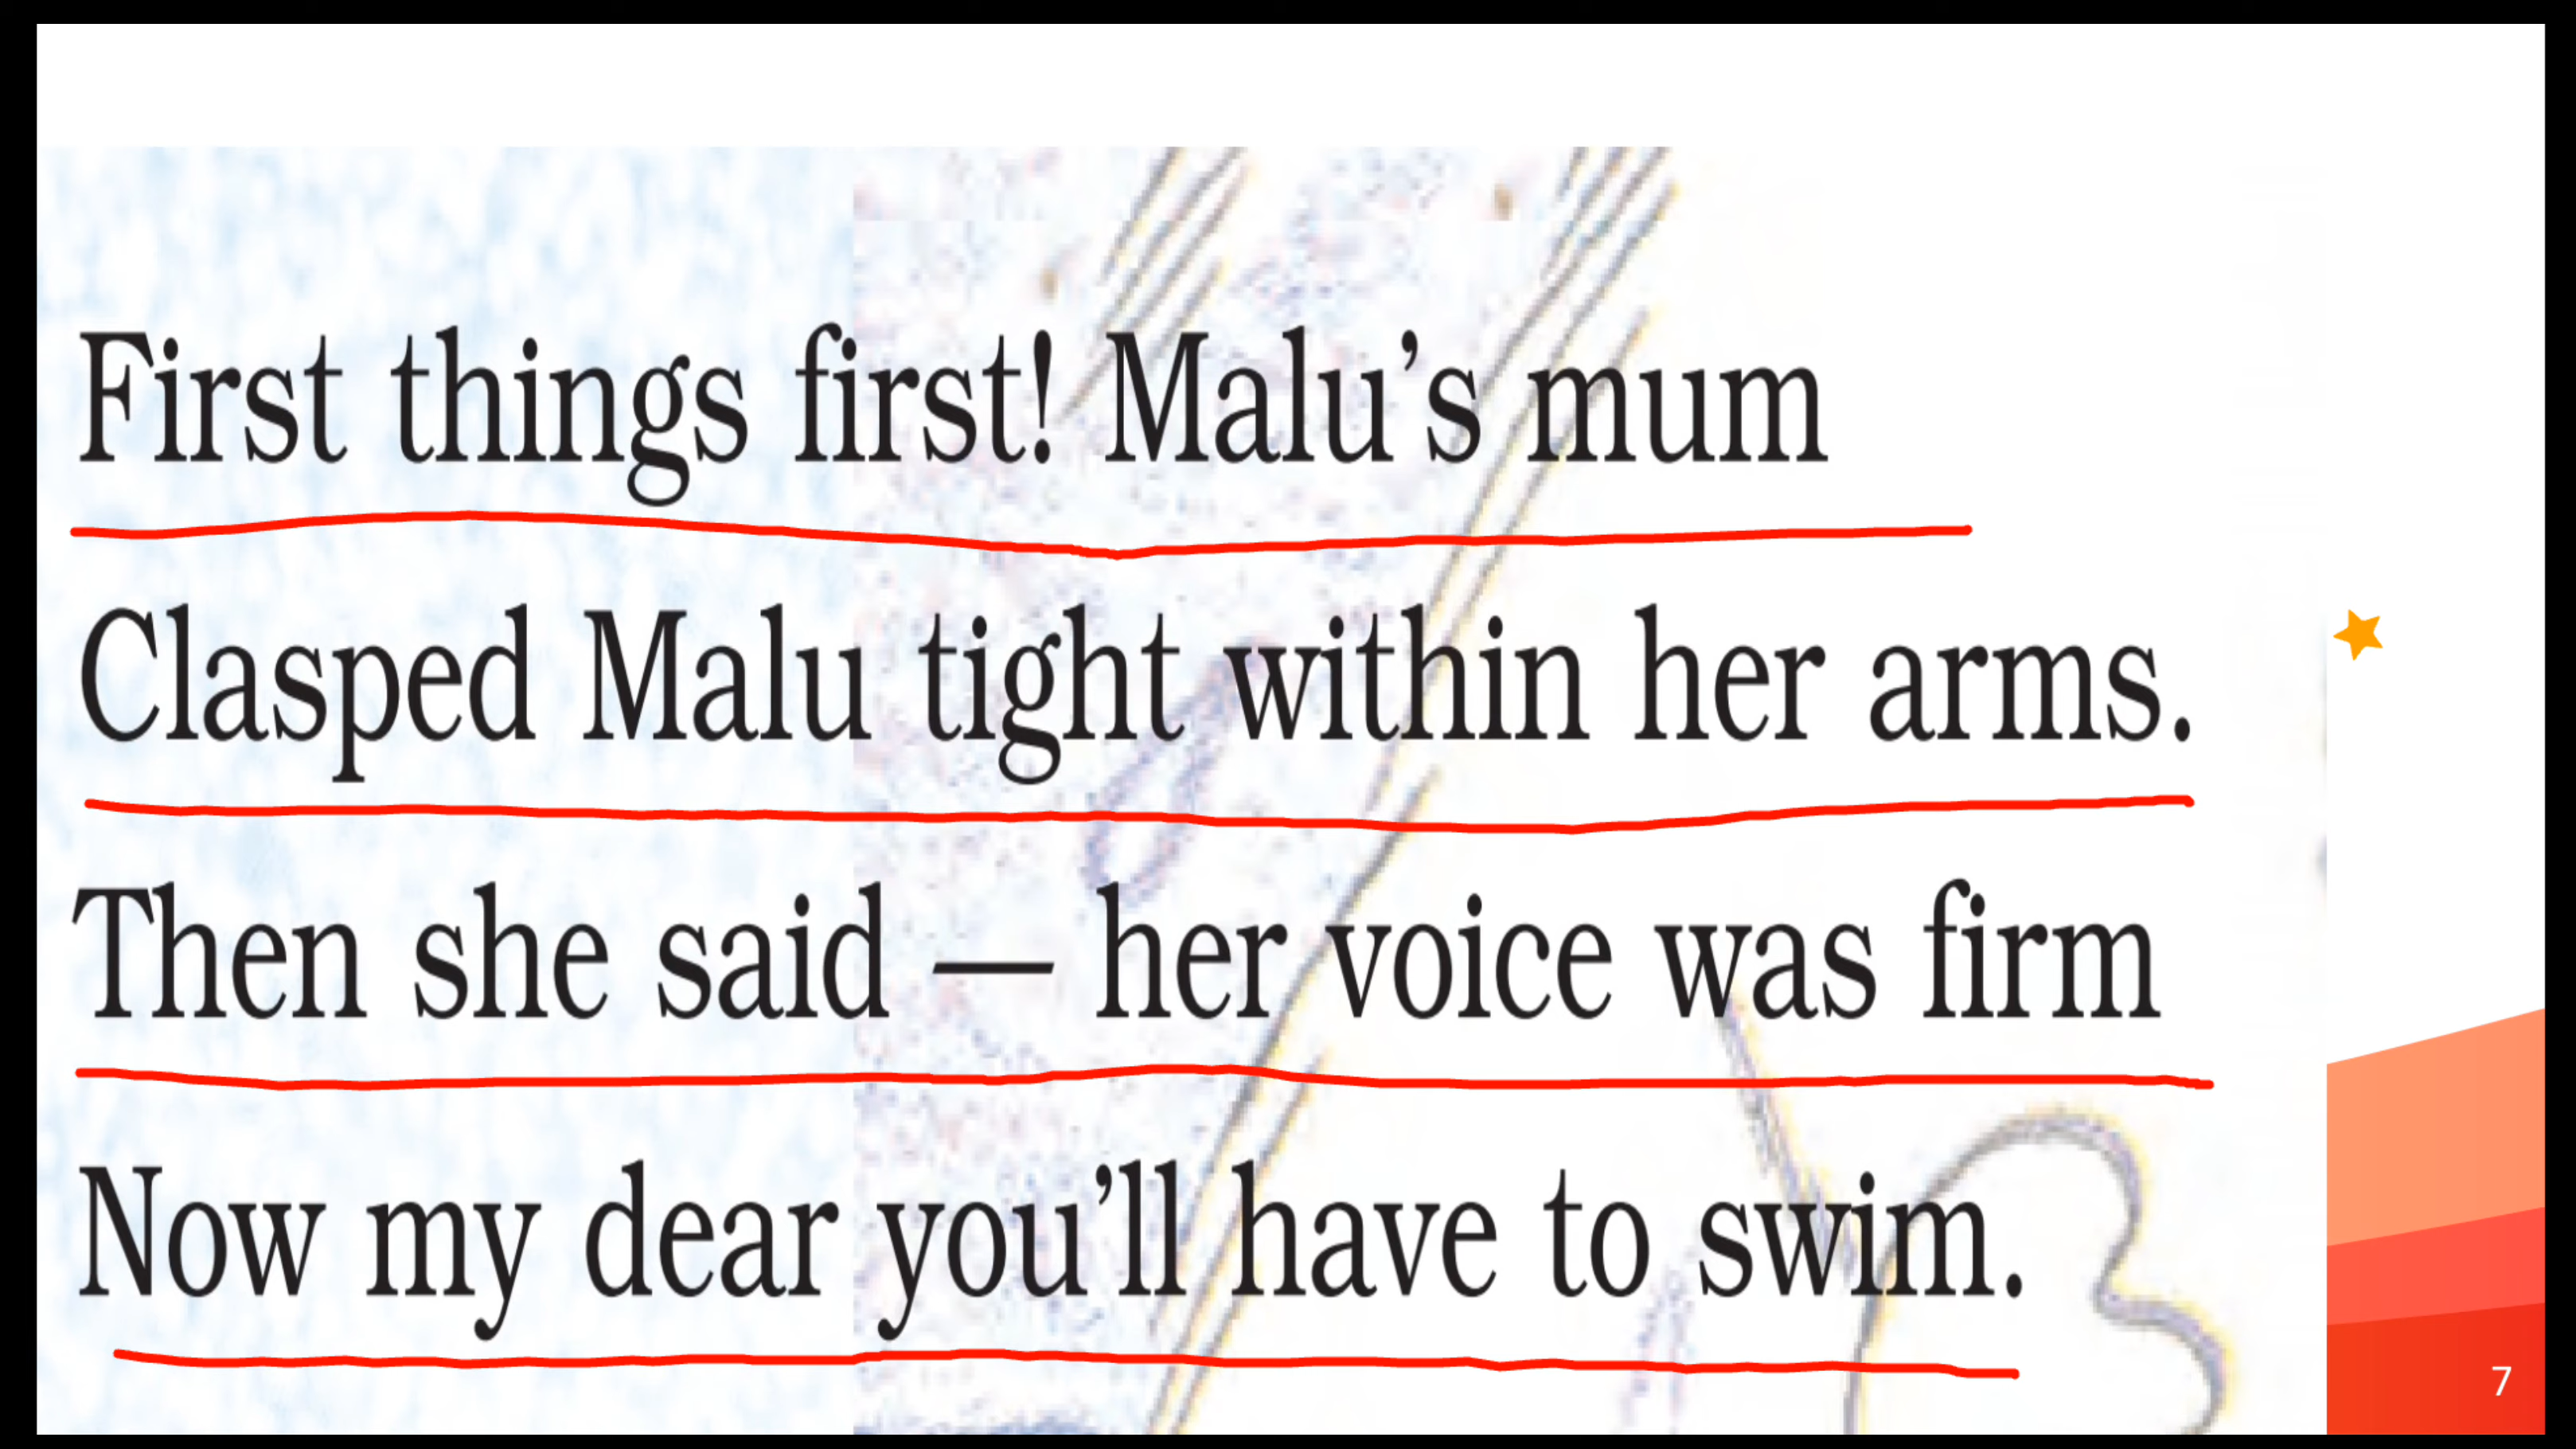 First things first! Malu’s mum
Clasped Malu tight within her arms.
Then she said — her voice was firm
Now my dear you’ll have to swim.
7